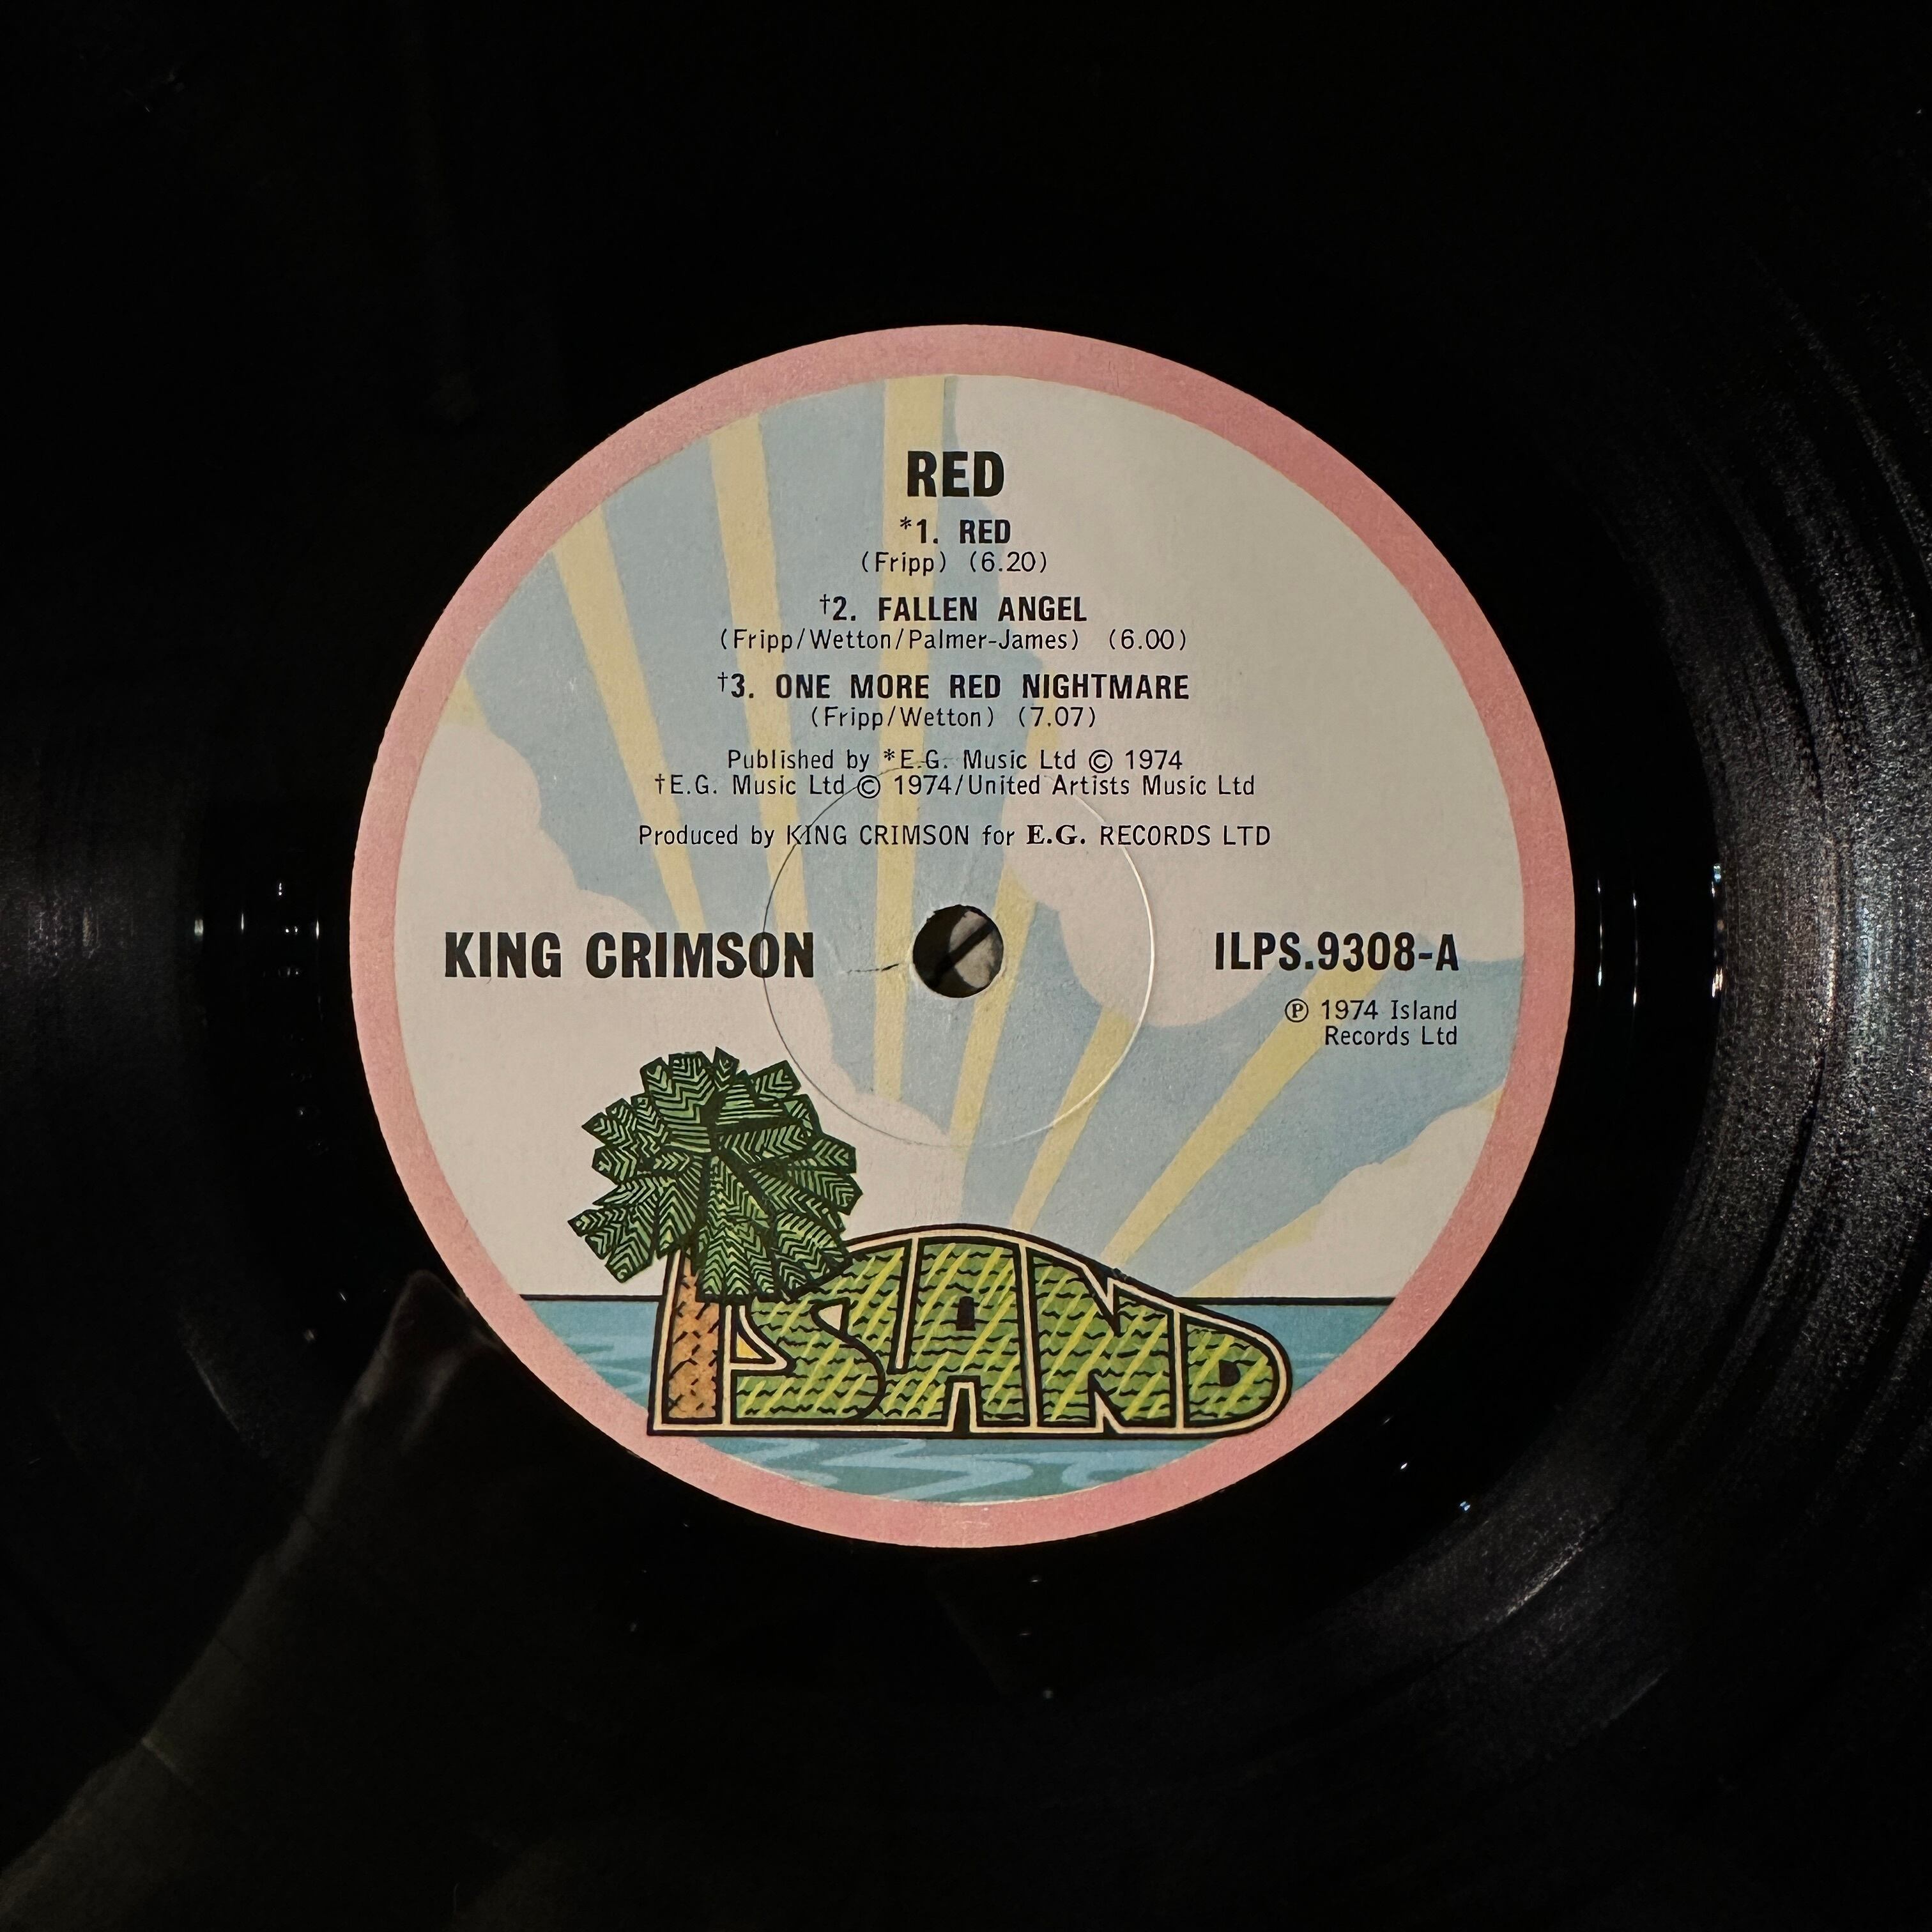 RED
*1. RED
(Fripp) (6.20)
†2. FALLEN ANGEL
(Fripp/Wetton/Palmer-James) (6.00)
†3. ONE MORE RED NIGHTMARE
(Fripp/Wetton) (7.07)
Published by *E.G. Music Ltd © 1974
†E.G. Music Ltd © 1974/United Artists Music Ltd
Produced by KING CRIMSON for E.G. RECORDS LTD
KING CRIMSON
ILPS.9308-A
℗ 1974 Island
Records Ltd
ISLAND